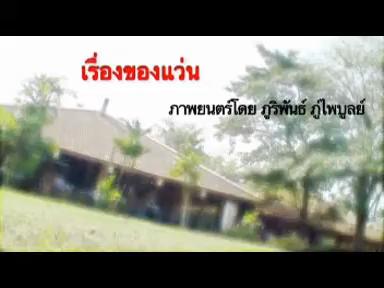 เรื่องของแว่น
ภาพยนตร์โดย ภูริพันธ์ ภู่ไพบูลย์